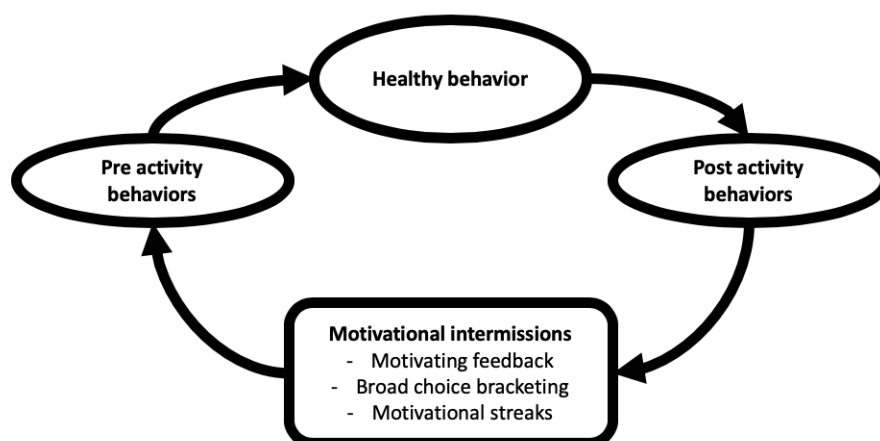 Healthy behavior
Pre activity
behaviors
Post activity
behaviors
Motivational intermissions
- Motivating feedback
- Broad choice bracketing
- Motivational streaks